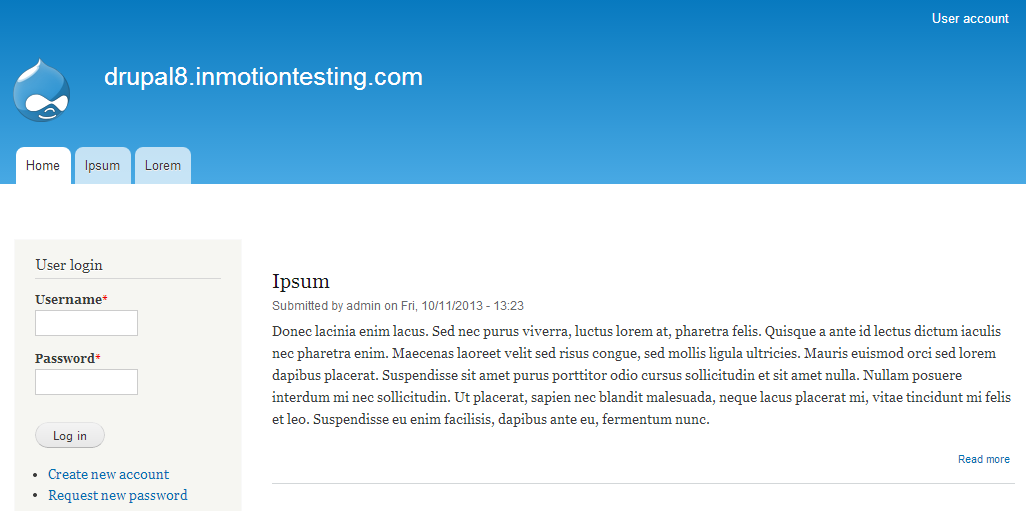 User account
drupal8.inmotiontesting.com
Home
Ipsum
Lorem
User login
Username*
Password*
Log in
Create new account
Request new password
Ipsum
Submitted by admin on Fri, 10/11/2013 - 13:23
Donec lacinia enim lacus. Sed nec purus viverra, luctus lorem at, pharetra felis. Quisque a ante id lectus dictum iaculis
nec pharetra enim. Maecenas laoreet velit sed risus congue, sed mollis ligula ultricies. Mauris euismod orci sed lorem
dapibus placerat. Suspendisse sit amet purus porttitor odio cursus sollicitudin et sit amet nulla. Nullam posuere
interdum mi nec sollicitudin. Ut placerat, sapien nec blandit malesuada, neque lacus placerat mi, vitae tincidunt mi felis
et leo. Suspendisse eu enim facilisis, dapibus ante eu, fermentum nunc.
Read more